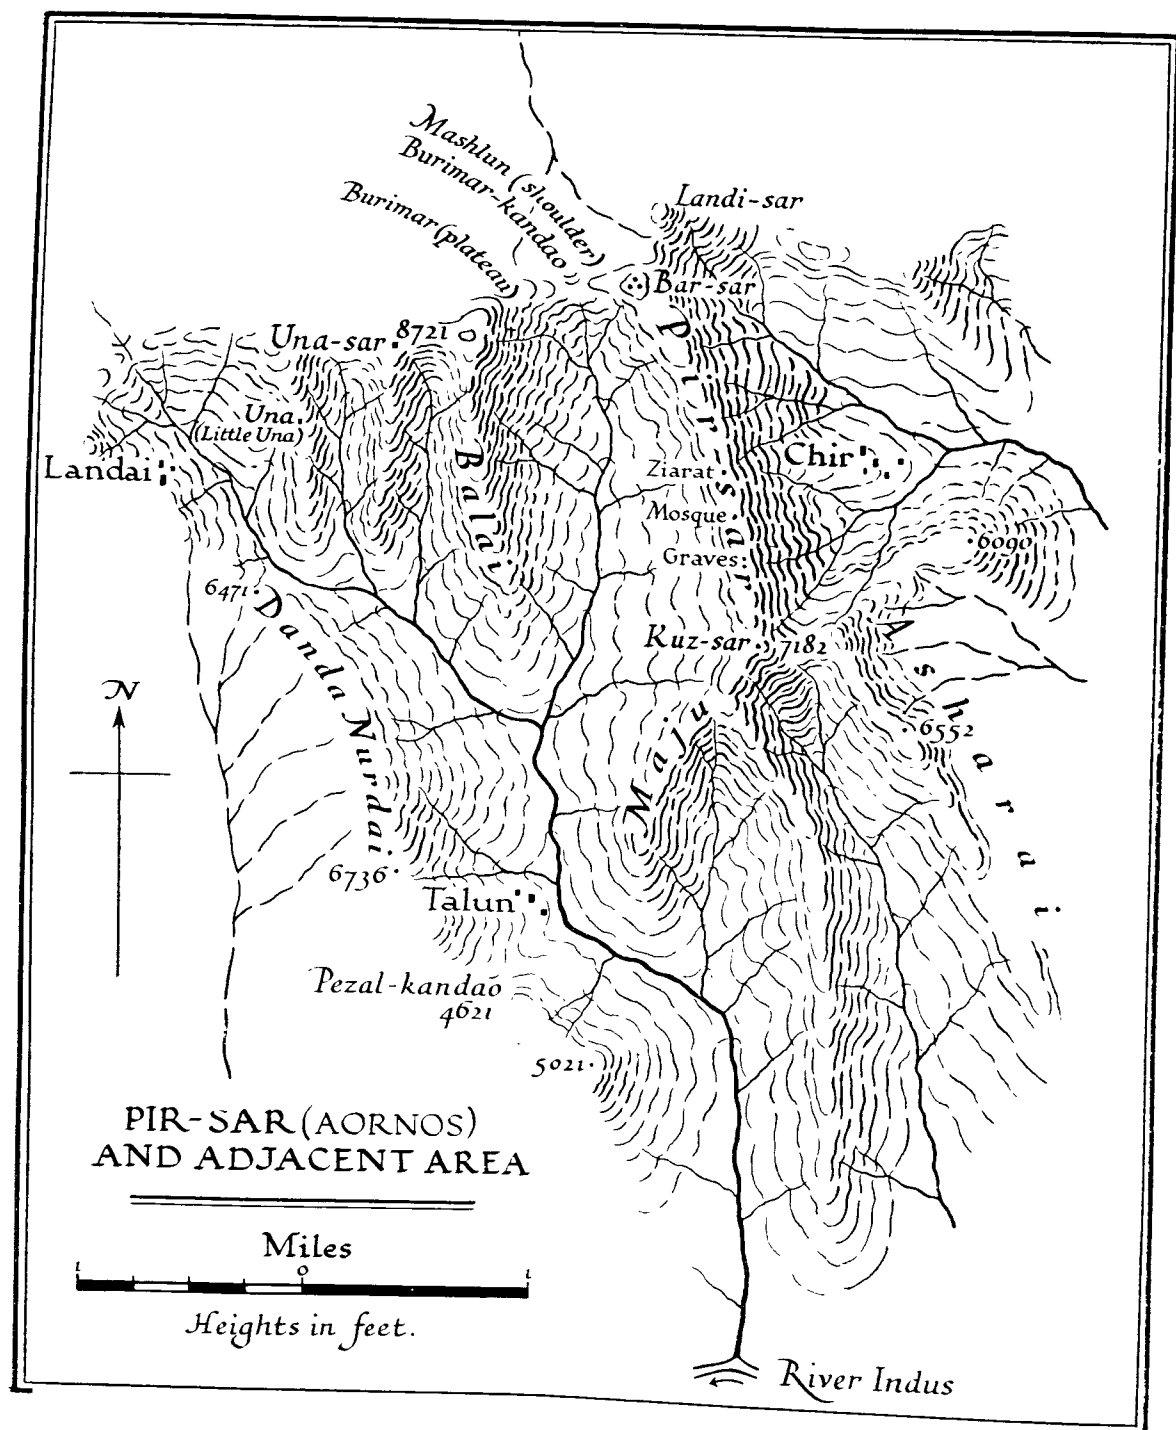 Mashlun (shoulder)
Burimar-kandao
Burimar (plateau)
Landi-sar
Bar-sar
Una-sar 8721
Pir-sar
Una
(Little Una)
Landai
Balai
Chir
Ziarat
Mosque
Graves
6090
6471
Danda Nurdai
Kuz-sar 7182
Asharai
N
Maju
6552
6736
Talun
Pezal-kandao
4621
5021
PIR-SAR (AORNOS)
AND ADJACENT AREA
Miles
1 0 1
Heights in feet.
River Indus